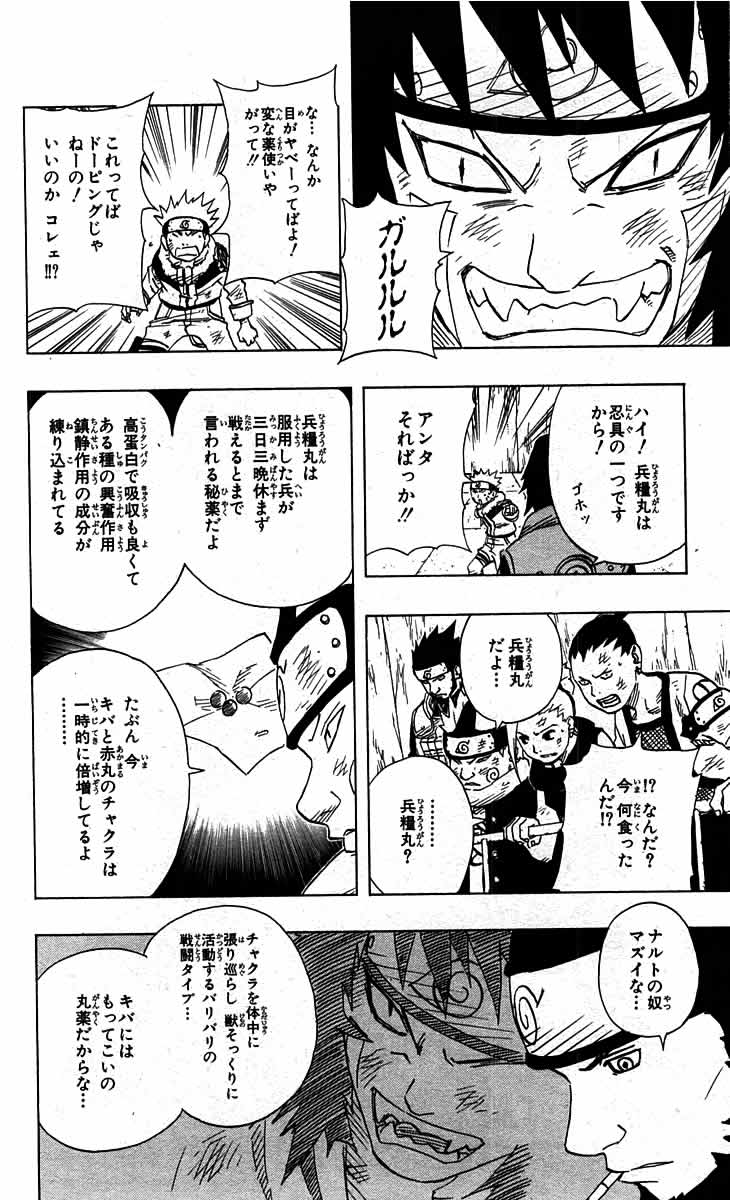 ガルルル
な…なんか
目がヤベーってばよ！
変な薬使いや
がって!!
これってば
ドーピングじゃ
ねーの！
いいのか コレェ
!!!?
ハイ！ 兵糧丸は
忍具の一つです
から！
ゴホッ
アンタ
そればっか!!
!? なんだ？
今 何食った
んだ!?
兵糧丸
だよ…
………
兵糧丸？
兵糧丸は
服用した兵が
三日三晩休まず
戦えるとまで
言われる秘薬だよ
高蛋白で吸収も良くて
ある種の興奮作用
鎮静作用の成分が
練り込まれてる
たぶん 今
キバと赤丸のチャクラは
一時的に倍増してるよ
………
ナルトの奴
マズイな…
チャクラを体中に
張り巡らし 獣そっくりに
活動するバリバリの
戦闘タイプ…
キバには
もってこいの
丸薬だからな…